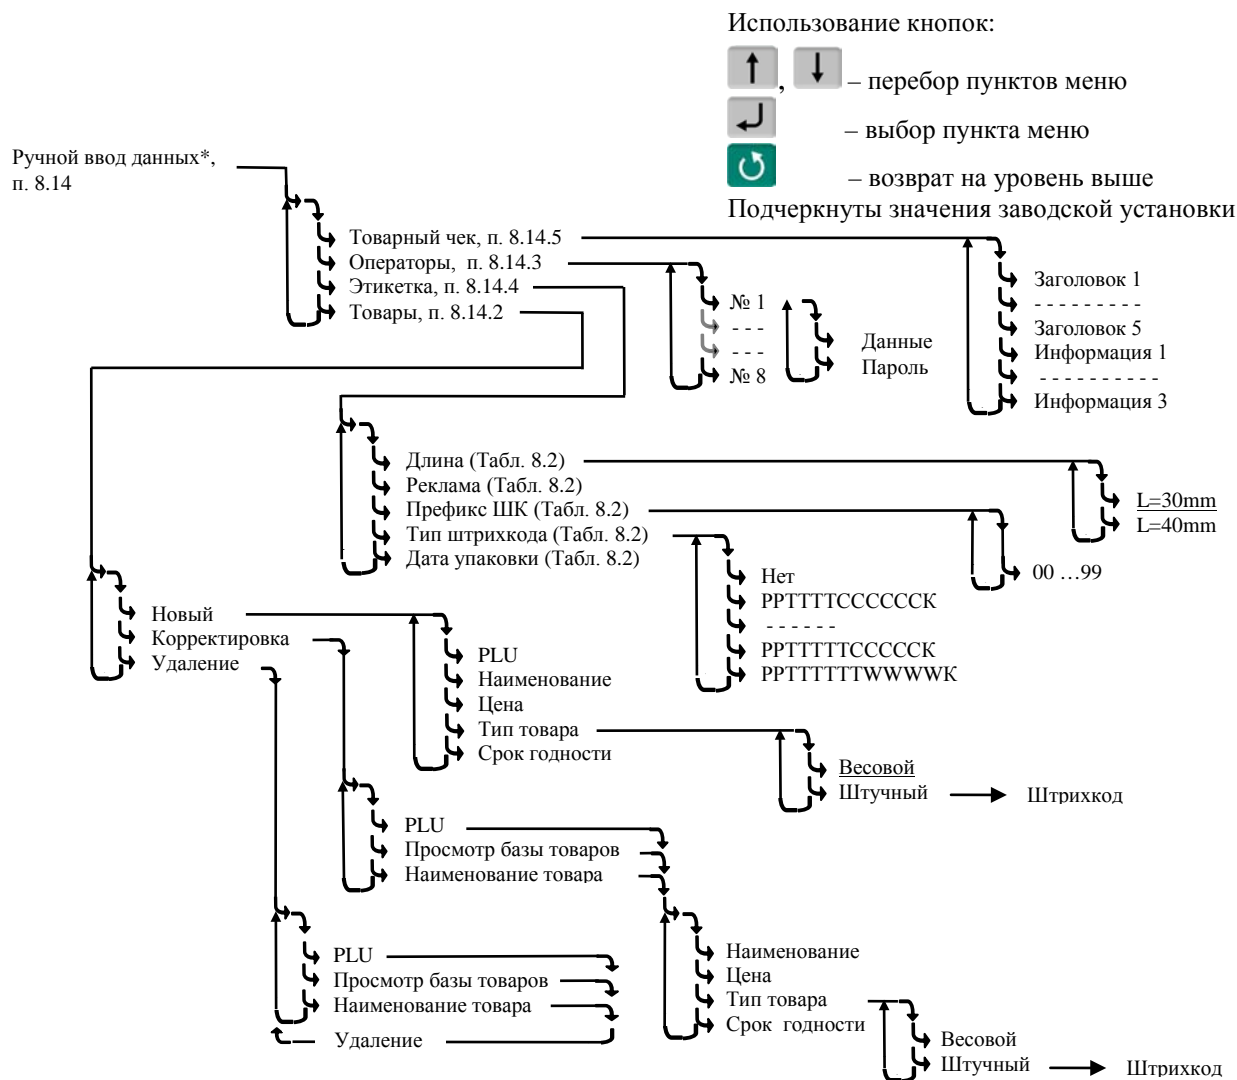 Использование кнопок:
, – перебор пунктов меню
– выбор пункта меню
– возврат на уровень выше
Подчеркнуты значения заводской установки
Ручной ввод данных*,
п. 8.14
Товарный чек, п. 8.14.5
Операторы, п. 8.14.3
Этикетка, п. 8.14.4
Товары, п. 8.14.2
№ 1
- - -
- - -
№ 8
Данные
Пароль
Заголовок 1
- - - - - - - - -
Заголовок 5
Информация 1
- - - - - - - - - -
Информация 3
Длина (Табл. 8.2)
Реклама (Табл. 8.2)
Префикс ШК (Табл. 8.2)
Тип штрихкода (Табл. 8.2)
Дата упаковки (Табл. 8.2)
L=30mm
L=40mm
00 …99
Нет
РРТТТТССССССК
- - - - - -
РРТТТТТСССССК
РРТТТТТТWWWWК
Новый
Корректировка
Удаление
PLU
Наименование
Цена
Тип товара
Срок годности
Весовой
Штучный
Штрихкод
PLU
Просмотр базы товаров
Наименование товара
PLU
Просмотр базы товаров
Наименование товара
Удаление
Наименование
Цена
Тип товара
Срок годности
Весовой
Штучный
Штрихкод